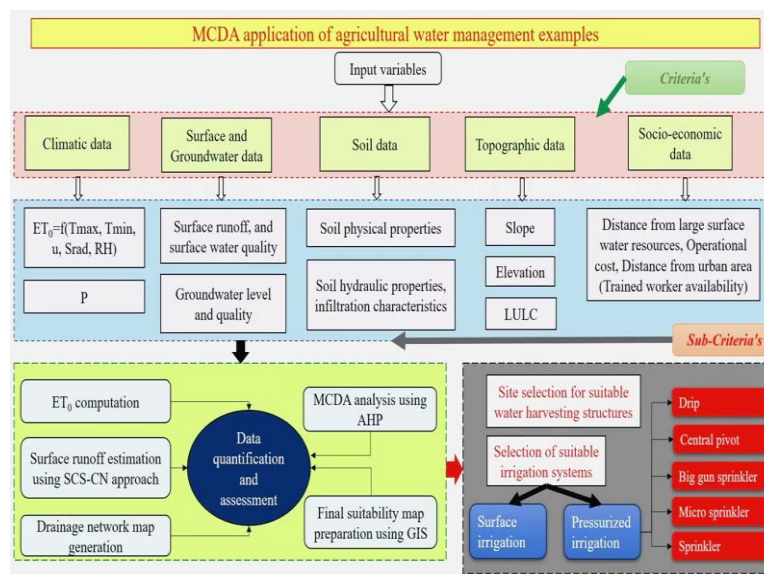 MCDA application of agricultural water management examples
Input variables
Criteria's
Climatic data
Surface and
Groundwater data
Soil data
Topographic data
Socio-economic
data
ET₀=f(Tmax, Tmin,
u, Srad, RH)
P
Surface runoff, and
surface water quality
Groundwater level
and quality
Soil physical properties
Soil hydraulic properties,
infiltration characteristics
Slope
Elevation
LULC
Distance from large surface
water resources, Operational
cost, Distance from urban area
(Trained worker availability)
Sub-Criteria's
ET₀ computation
Surface runoff estimation
using SCS-CN approach
Drainage network map
generation
Data
quantification
and
assessment
MCDA analysis using
AHP
Final suitability map
preparation using GIS
Site selection for suitable
water harvesting structures
Selection of suitable
irrigation systems
Surface
irrigation
Pressurized
irrigation
Drip
Central pivot
Big gun sprinkler
Micro sprinkler
Sprinkler